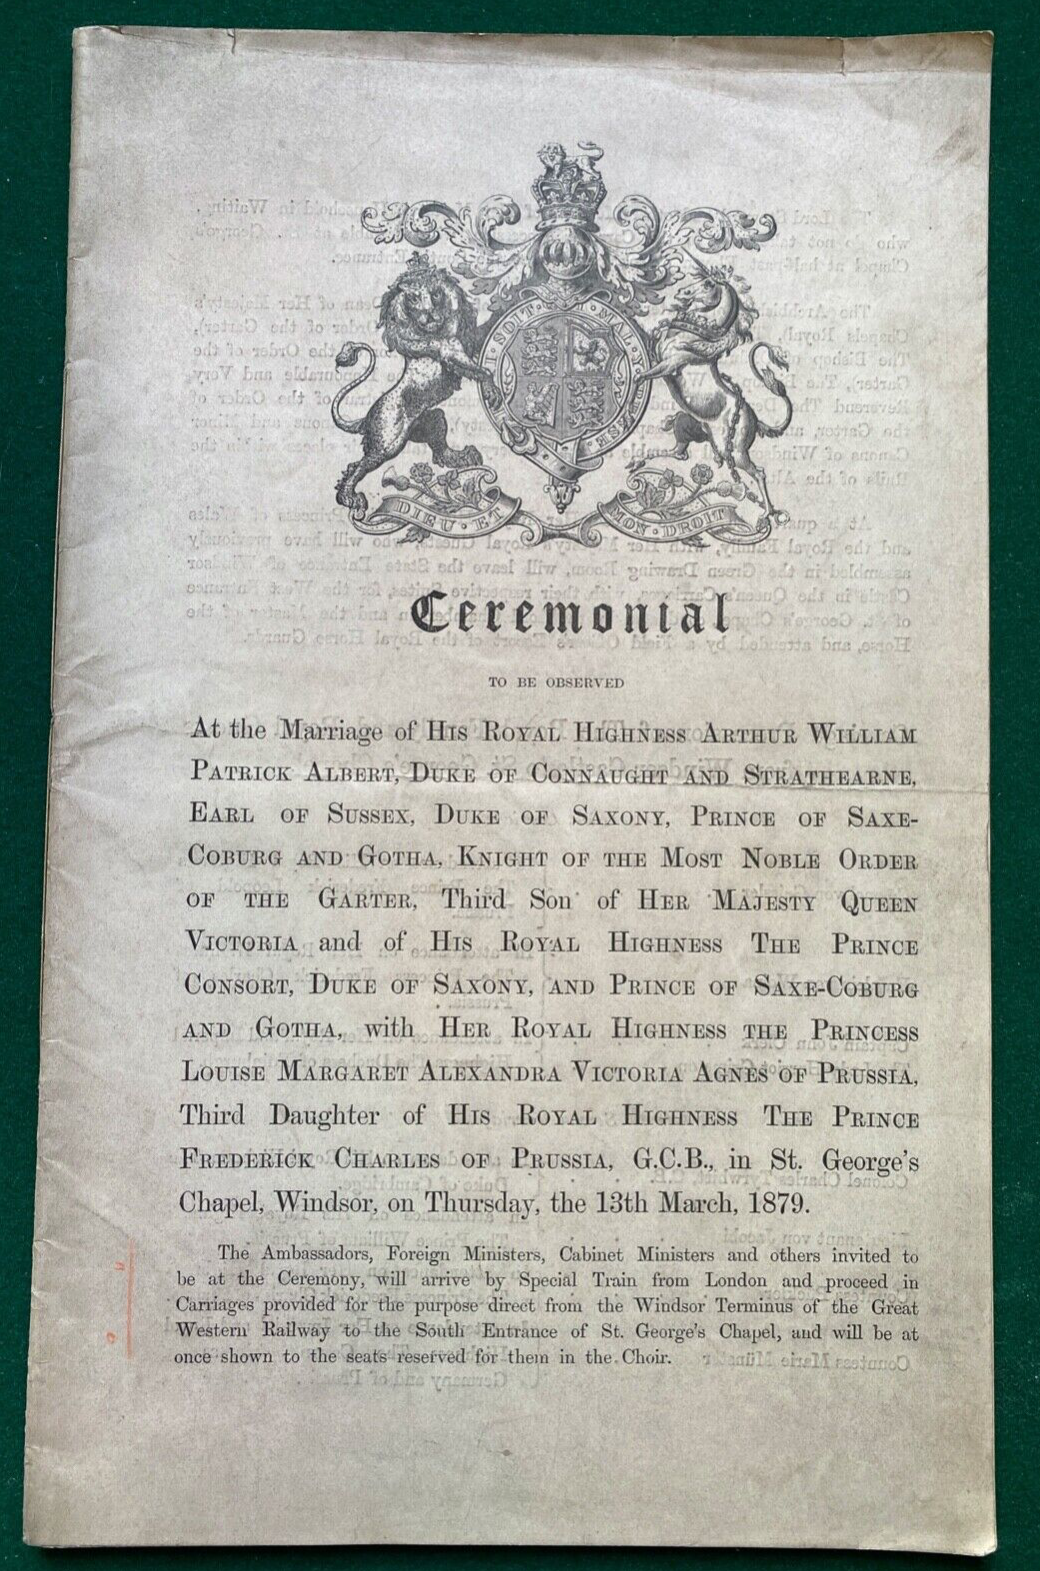 HONI · SOIT · QUI · MAL · Y · PENSE
DIEU · ET · MON · DROIT
Ceremonial
TO BE OBSERVED
At the Marriage of HIS ROYAL HIGHNESS ARTHUR WILLIAM
PATRICK ALBERT, DUKE OF CONNAUGHT AND STRATHEARNE,
EARL OF SUSSEX, DUKE OF SAXONY, PRINCE OF SAXE-
COBURG AND GOTHA, KNIGHT OF THE MOST NOBLE ORDER
OF THE GARTER, Third Son of HER MAJESTY QUEEN
VICTORIA and of HIS ROYAL HIGHNESS THE PRINCE
CONSORT, DUKE OF SAXONY, AND PRINCE OF SAXE-COBURG
AND GOTHA, with HER ROYAL HIGHNESS THE PRINCESS
LOUISE MARGARET ALEXANDRA VICTORIA AGNES OF PRUSSIA,
Third Daughter of HIS ROYAL HIGHNESS THE PRINCE
FREDERICK CHARLES OF PRUSSIA, G.C.B., in St. George's
Chapel, Windsor, on Thursday, the 13th March, 1879.
The Ambassadors, Foreign Ministers, Cabinet Ministers and others invited to
be at the Ceremony, will arrive by Special Train from London and proceed in
Carriages provided for the purpose direct from the Windsor Terminus of the Great
Western Railway to the South Entrance of St. George's Chapel, and will be at
once shown to the seats reserved for them in the Choir.